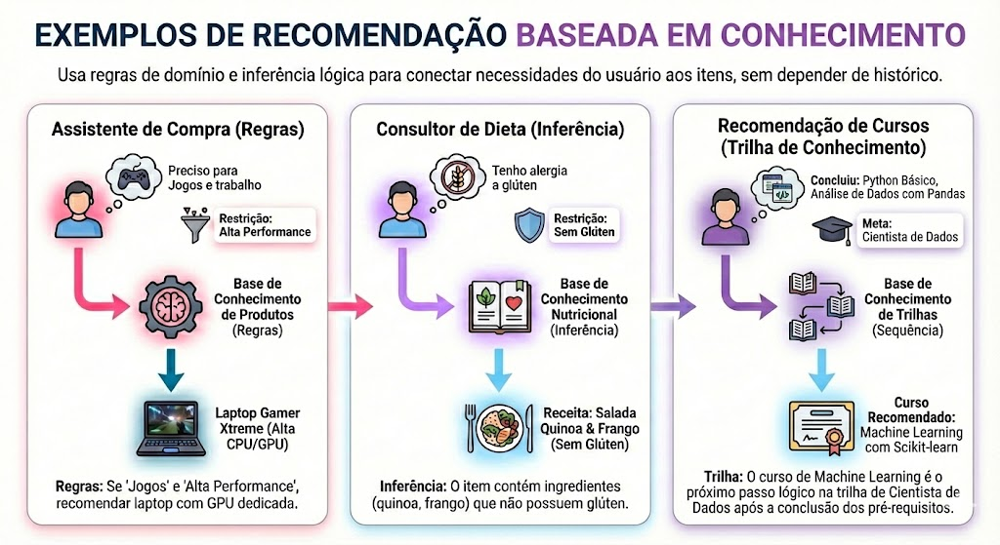 EXEMPLOS DE RECOMENDAÇÃO BASEADA EM CONHECIMENTO
Usa regras de domínio e inferência lógica para conectar necessidades do usuário aos itens, sem depender de histórico.
Assistente de Compra (Regras)
Preciso para
Jogos e trabalho
Restrição:
Alta Performance
Base de
Conhecimento
de Produtos
(Regras)
Laptop Gamer
Xtreme (Alta
CPU/GPU)
Regras: Se 'Jogos' e 'Alta Performance',
recomendar laptop com GPU dedicada.
Consultor de Dieta (Inferência)
Tenho alergia
a glúten
Restrição:
Sem Glúten
Base de
Conhecimento
Nutricional
(Inferência)
Receita: Salada
Quinoa & Frango
(Sem Glúten)
Inferência: O item contém ingredientes
(quinoa, frango) que não possuem glúten.
Recomendação de Cursos
(Trilha de Conhecimento)
Concluiu: Python Básico,
Análise de Dados com Pandas
Meta:
Cientista de Dados
Base de
Conhecimento
de Trilhas
(Sequência)
Curso
Recomendado:
Machine Learning
com Scikit-learn
Trilha: O curso de Machine Learning é o
próximo passo lógico na trilha de Cientista de
Dados após a conclusão dos pré-requisitos.